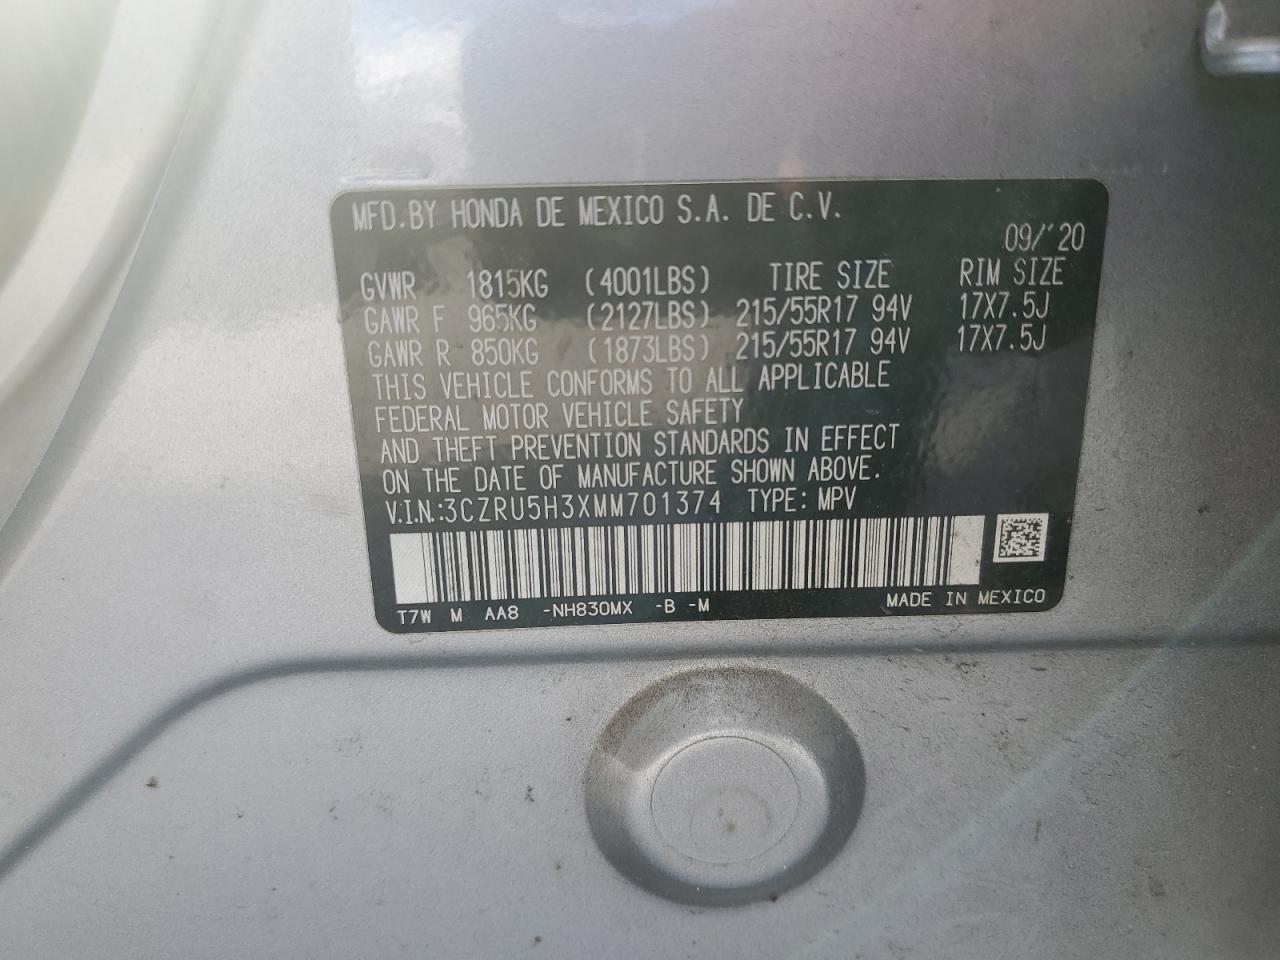 MFD.BY HONDA DE MEXICO S.A. DE C.V.
09/'20
GVWR 1815KG (4001LBS) TIRE SIZE RIM SIZE
GAWR F 965KG (2127LBS) 215/55R17 94V 17X7.5J
GAWR R 850KG (1873LBS) 215/55R17 94V 17X7.5J
THIS VEHICLE CONFORMS TO ALL APPLICABLE
FEDERAL MOTOR VEHICLE SAFETY
AND THEFT PREVENTION STANDARDS IN EFFECT
ON THE DATE OF MANUFACTURE SHOWN ABOVE.
V.I.N.:3CZRU5H3XMM701374 TYPE: MPV
T7W M AA8 -NH830MX -B -M MADE IN MEXICO